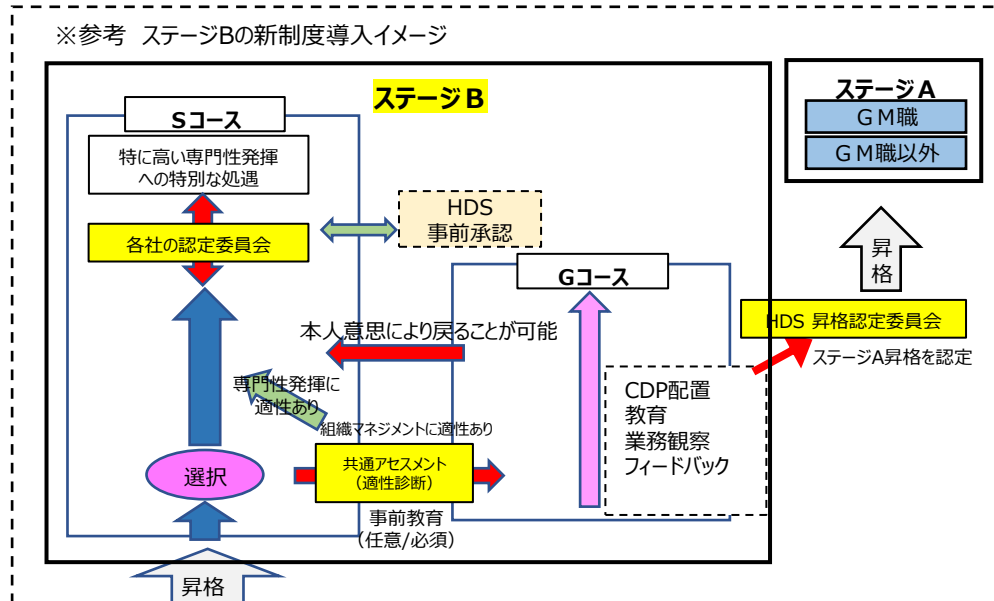 ※参考 ステージBの新制度導入イメージ
ステージB
Sコース
特に高い専門性発揮
への特別な処遇
各社の認定委員会
HDS
事前承認
Gコース
本人意思により戻ることが可能
専門性発揮に
適性あり
組織マネジメントに適性あり
選択
共通アセスメント
（適性診断）
事前教育
（任意/必須）
昇格
CDP配置
教育
業務観察
フィードバック
ステージA
ＧＭ職
ＧＭ職以外
昇
格
HDS 昇格認定委員会
ステージA昇格を認定